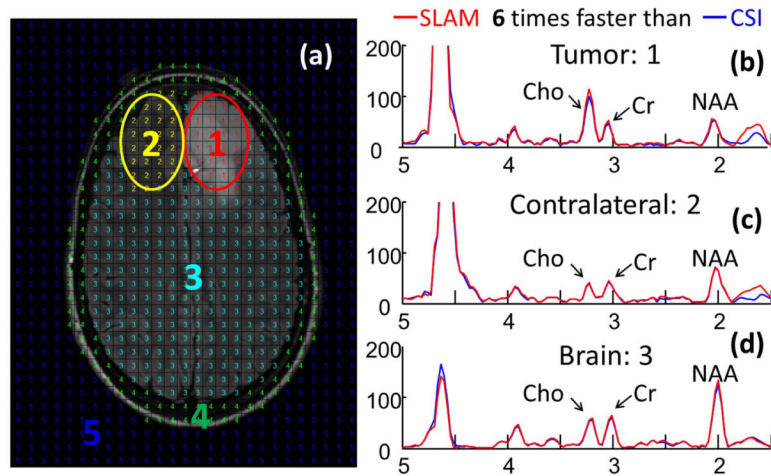 SLAM 6 times faster than CSI
(a)
2
1
3
4
5
200
100
0
Tumor: 1
(b)
Cho
Cr
NAA
5 4 3 2
200
100
0
Contralateral: 2
(c)
Cho
Cr
NAA
5 4 3 2
200
100
0
Brain: 3
(d)
Cho
Cr
NAA
5 4 3 2